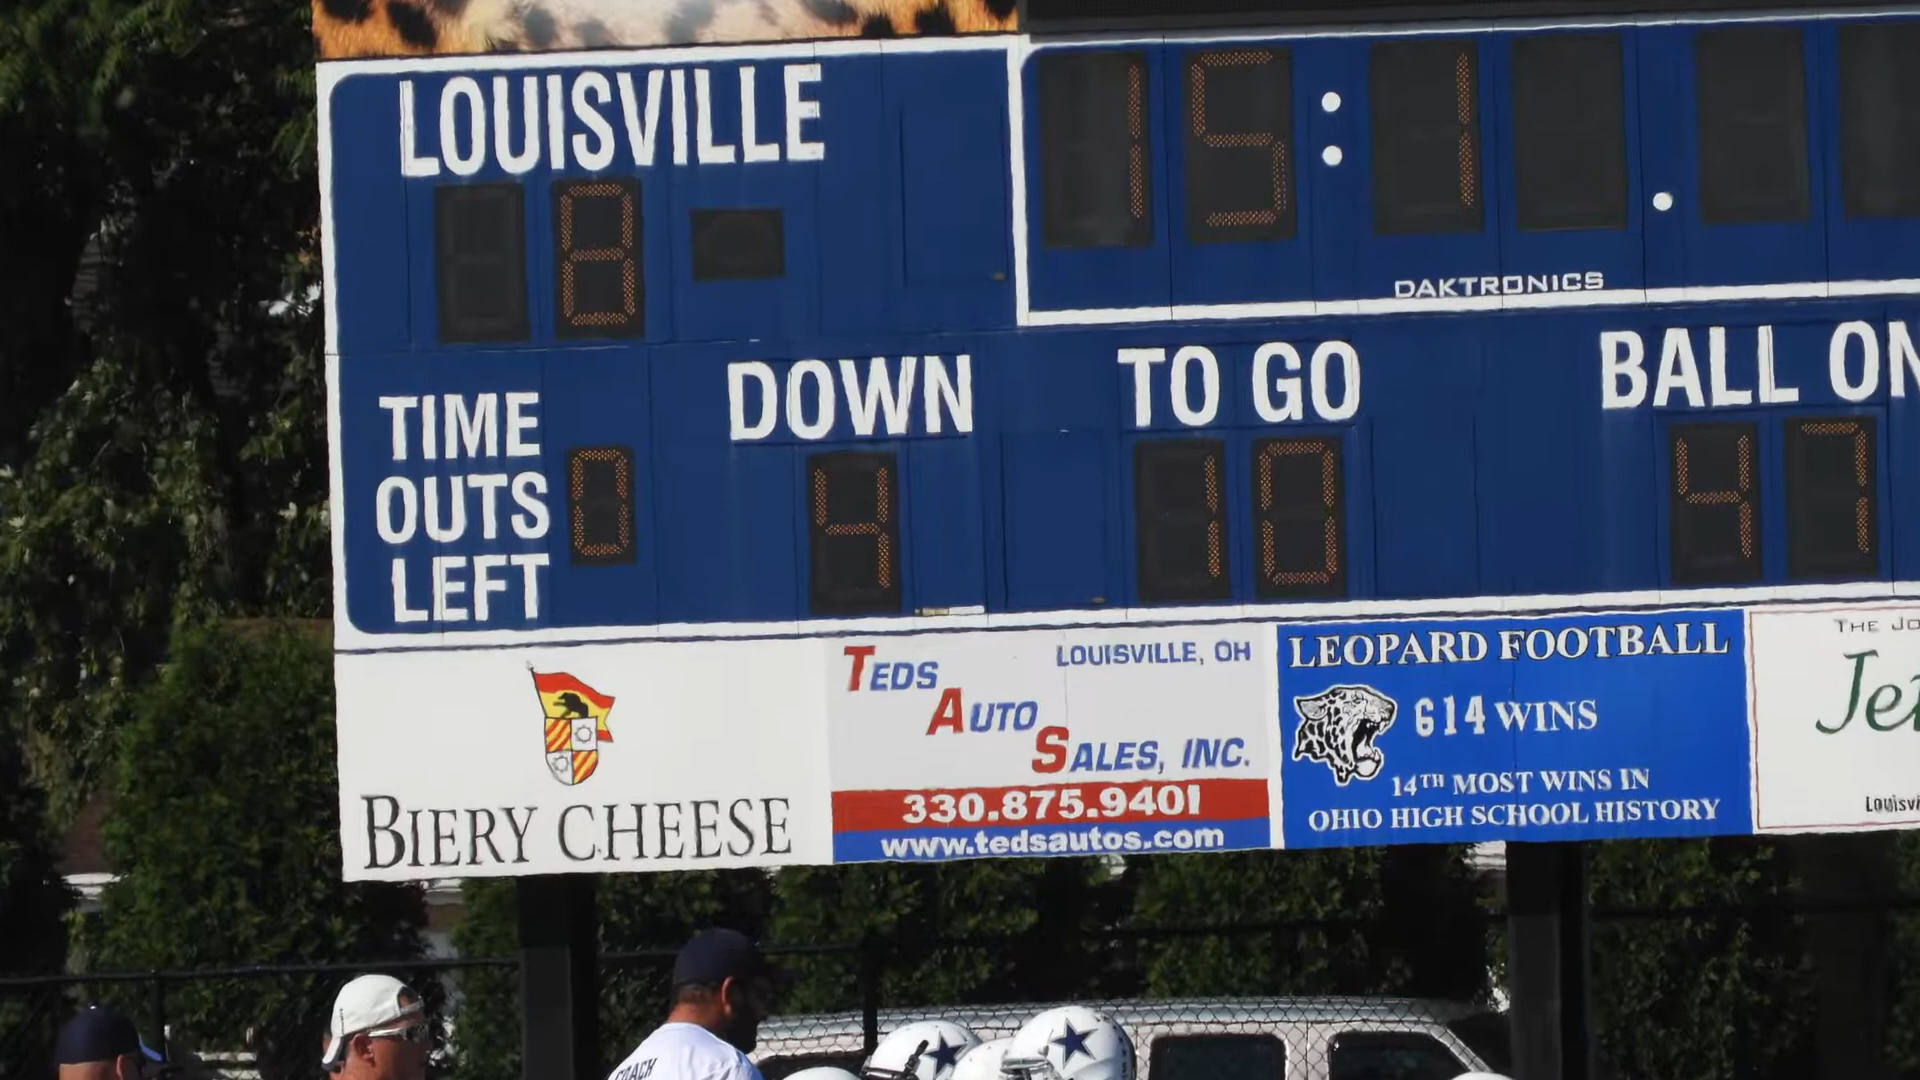 LOUISVILLE
15:1 .
8
DAKTRONICS
DOWN
TO GO
BALL ON
TIME
OUTS
LEFT
0
4
10
47
BIERY CHEESE
TEDS
LOUISVILLE, OH
AUTO
SALES, INC.
330.875.9401
www.tedsautos.com
LEOPARD FOOTBALL
614 WINS
14TH MOST WINS IN
OHIO HIGH SCHOOL HISTORY
THE JO
Je
Louisvi
COACH